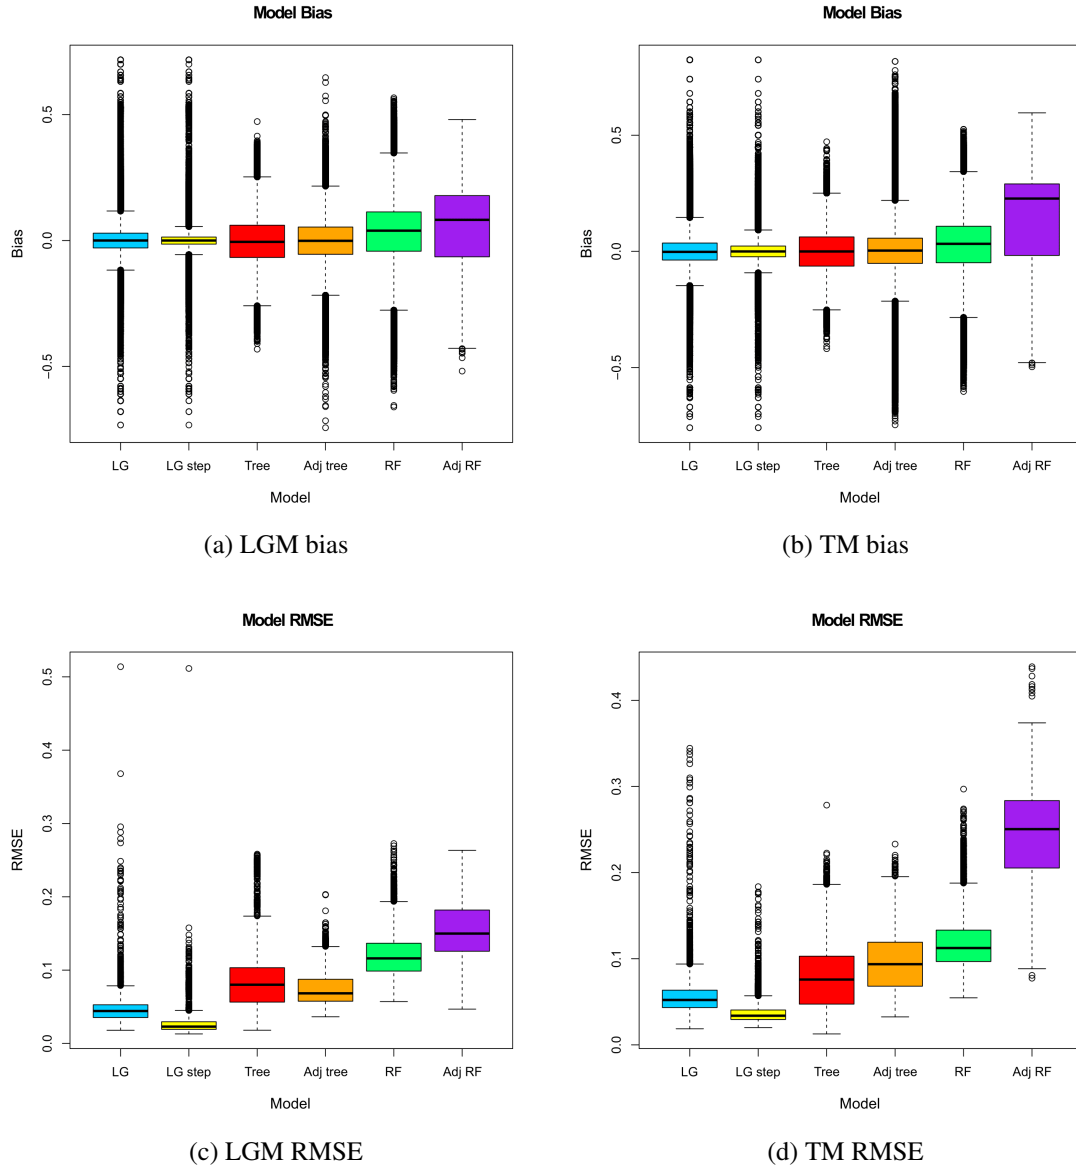 Model Bias
Bias
0.5
0.0
−0.5
LG LG step Tree Adj tree RF Adj RF
Model
(a) LGM bias
Model Bias
Bias
0.5
0.0
−0.5
LG LG step Tree Adj tree RF Adj RF
Model
(b) TM bias
Model RMSE
RMSE
0.5
0.4
0.3
0.2
0.1
0.0
LG LG step Tree Adj tree RF Adj RF
Model
(c) LGM RMSE
Model RMSE
RMSE
0.4
0.3
0.2
0.1
0.0
LG LG step Tree Adj tree RF Adj RF
Model
(d) TM RMSE